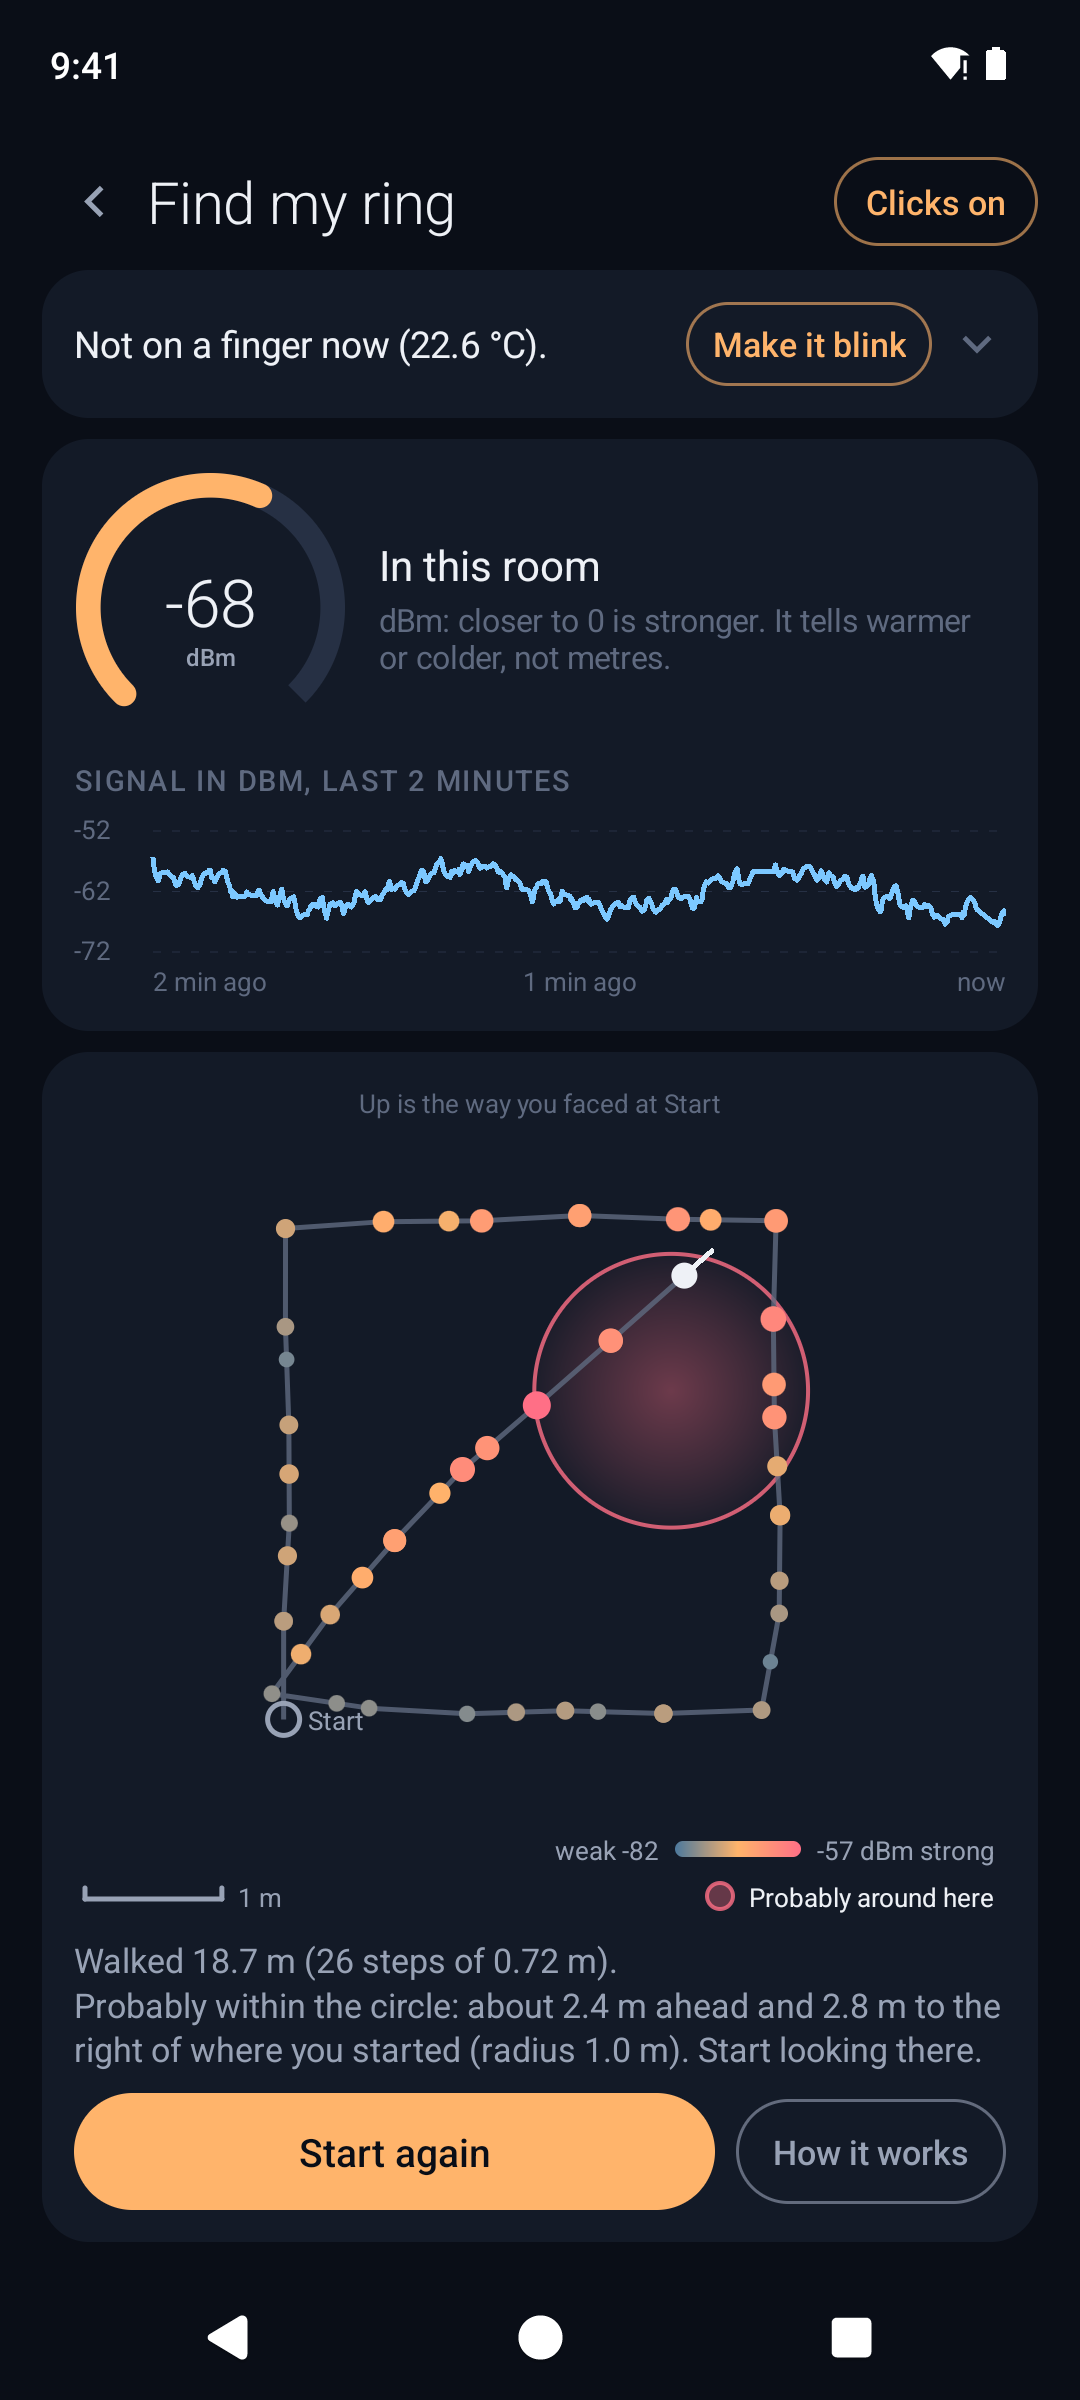 9:41
Find my ring
Clicks on
Not on a finger now (22.6 °C).
Make it blink
-68
dBm
In this room
dBm: closer to 0 is stronger. It tells warmer
or colder, not metres.
SIGNAL IN DBM, LAST 2 MINUTES
-52
-62
-72
2 min ago
1 min ago
now
Up is the way you faced at Start
Start
weak -82
-57 dBm strong
1 m
Probably around here
Walked 18.7 m (26 steps of 0.72 m).
Probably within the circle: about 2.4 m ahead and 2.8 m to the
right of where you started (radius 1.0 m). Start looking there.
Start again
How it works